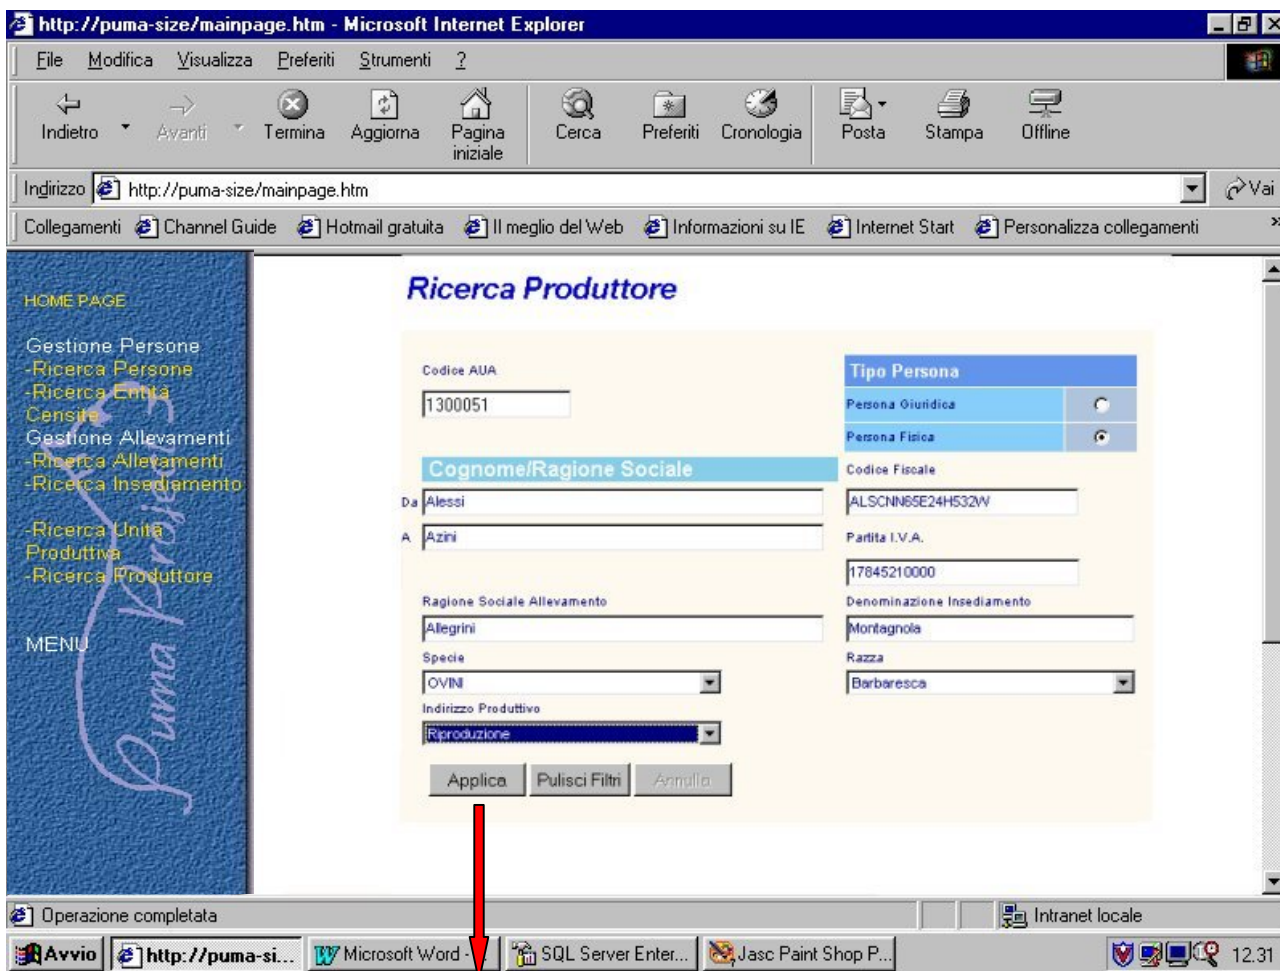 http://puma-size/mainpage.htm - Microsoft Internet Explorer
File Modifica Visualizza Preferiti Strumenti ?
Indietro Avanti Termina Aggiorna Pagina iniziale Cerca Preferiti Cronologia Posta Stampa Offline
Indirizzo http://puma-size/mainpage.htm Vai
Collegamenti Channel Guide Hotmail gratuita Il meglio del Web Informazioni su IE Internet Start Personalizza collegamenti »
HOME PAGE
Gestione Persone
-Ricerca Persone
-Ricerca Entità
Censite
Gestione Allevamenti
-Ricerca Allevamenti
-Ricerca Insediamento
-Ricerca Unità
Produttiva
-Ricerca Produttore
MENU
Puma Projects
Ricerca Produttore
Codice AUA
1300051
Tipo Persona
Persona Giuridica
Persona Fisica
Cognome/Ragione Sociale
Codice Fiscale
Da Alessi
ALSCNN65E24H532W
A Azini
Partita I.V.A.
17845210000
Ragione Sociale Allevamento
Denominazione Insediamento
Allegrini
Montagnola
Specie
Razza
OVINI
Barbaresca
Indirizzo Produttivo
Riproduzione
Applica Pulisci Filtri Annulla
Operazione completata Intranet locale
Avvio http://puma-si... Microsoft Word - SQL Server Enter... Jasc Paint Shop P... 12.31